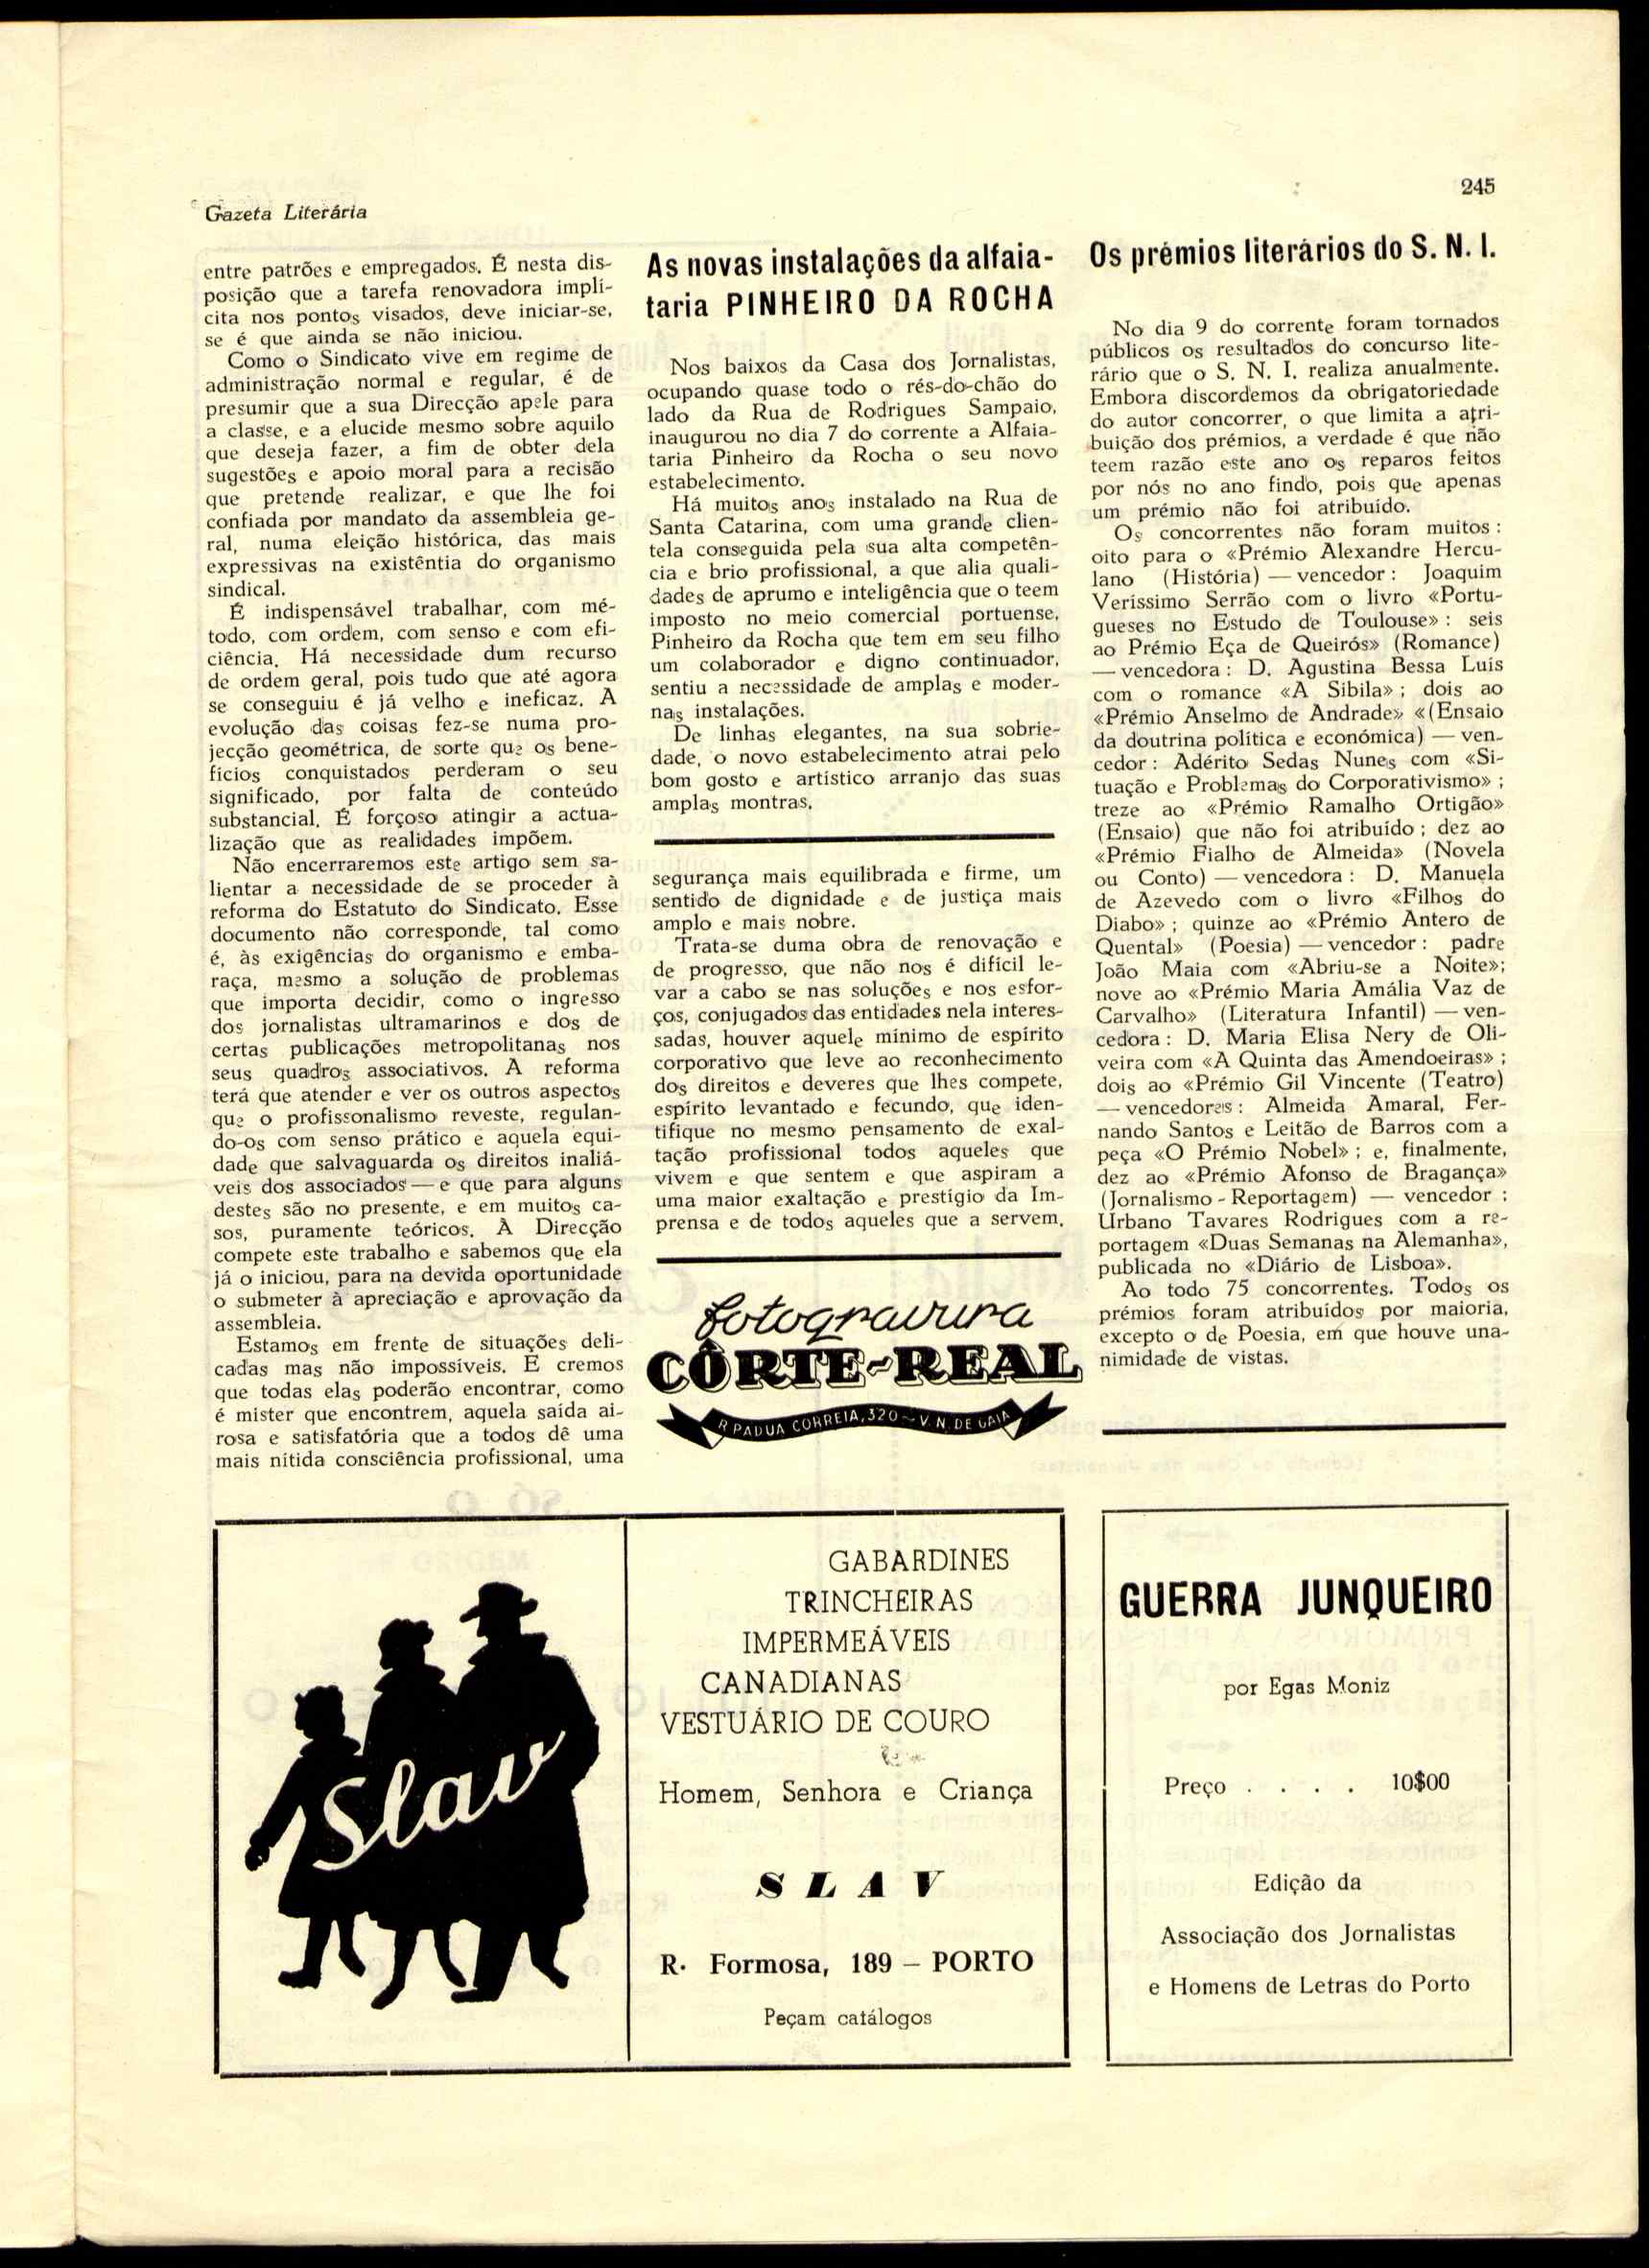 245
Gazeta Literária
entre patrões e empregados. É nesta dis-
posição que a tarefa renovadora implí-
cita nos pontos visados, deve iniciar-se,
se é que ainda se não iniciou.
Como o Sindicato vive em regime de
administração normal e regular, é de
presumir que a sua Direcção apele para
a classe, e a elucide mesmo sobre aquilo
que deseja fazer, a fim de obter dela
sugestões e apoio moral para a recisão
que pretende realizar, e que lhe foi
confiada por mandato da assembleia ge-
ral, numa eleição histórica, das mais
expressivas na existêntia do organismo
sindical.
É indispensável trabalhar, com mé-
todo, com ordem, com senso e com efi-
ciência. Há necessidade dum recurso
de ordem geral, pois tudo que até agora
se conseguiu é já velho e ineficaz. A
evolução das coisas fez-se numa pro-
jecção geométrica, de sorte que os bene-
fícios conquistados perderam o seu
significado, por falta de conteúdo
substancial. É forçoso atingir a actua-
lização que as realidades impõem.
Não encerraremos este artigo sem sa-
lientar a necessidade de se proceder à
reforma do Estatuto do Sindicato. Esse
documento não corresponde, tal como
é, às exigências do organismo e emba-
raça, mesmo a solução de problemas
que importa decidir, como o ingresso
dos jornalistas ultramarinos e dos de
certas publicações metropolitanas nos
seus quadros associativos. A reforma
terá que atender e ver os outros aspectos
que o profissonalismo reveste, regulan-
do-os com senso prático e aquela equi-
dade que salvaguarda os direitos inaliá-
veis dos associados — e que para alguns
destes são no presente, e em muitos ca-
sos, puramente teóricos. À Direcção
compete este trabalho e sabemos que ela
já o iniciou, para na devida oportunidade
o submeter à apreciação e aprovação da
assembleia.
Estamos em frente de situações deli-
cadas mas não impossíveis. E cremos
que todas elas poderão encontrar, como
é mister que encontrem, aquela saída ai-
rosa e satisfatória que a todos dê uma
mais nítida consciência profissional, uma
As novas instalações da alfaia-
taria PINHEIRO DA ROCHA
Nos baixos da Casa dos Jornalistas,
ocupando quase todo o rés-do-chão do
lado da Rua de Rodrigues Sampaio,
inaugurou no dia 7 do corrente a Alfaia-
taria Pinheiro da Rocha o seu novo
estabelecimento.
Há muitos anos instalado na Rua de
Santa Catarina, com uma grande clien-
tela conseguida pela sua alta competên-
cia e brio profissional, a que alia quali-
dades de aprumo e inteligência que o teem
imposto no meio comercial portuense,
Pinheiro da Rocha que tem em seu filho
um colaborador e digno continuador,
sentiu a necessidade de amplas e moder-
nas instalações.
De linhas elegantes, na sua sobrie-
dade, o novo estabelecimento atrai pelo
bom gosto e artístico arranjo das suas
amplas montras.
segurança mais equilibrada e firme, um
sentido de dignidade e de justiça mais
amplo e mais nobre.
Trata-se duma obra de renovação e
de progresso, que não nos é difícil le-
var a cabo se nas soluções e nos esfor-
ços, conjugados das entidades nela interes-
sadas, houver aquele mínimo de espírito
corporativo que leve ao reconhecimento
dos direitos e deveres que lhes compete,
espírito levantado e fecundo, que iden-
tifique no mesmo pensamento de exal-
tação profissional todos aqueles que
vivem e que sentem e que aspiram a
uma maior exaltação e prestígio da Im-
prensa e de todos aqueles que a servem.
fotogravura
CÔRTE-REAL
R PADUA CORREIA, 320 ~ V. N. DE GAIA
Os prémios literários do S. N. I.
No dia 9 do corrente foram tornados
públicos os resultados do concurso lite-
rário que o S. N. I. realiza anualmente.
Embora discordemos da obrigatoriedade
do autor concorrer, o que limita a atri-
buição dos prémios, a verdade é que não
teem razão este ano os reparos feitos
por nós no ano findo, pois que apenas
um prémio não foi atribuído.
Os concorrentes não foram muitos :
oito para o «Prémio Alexandre Hercu-
lano (História) — vencedor : Joaquim
Veríssimo Serrão com o livro «Portu-
gueses no Estudo de Toulouse» : seis
ao Prémio Eça de Queirós» (Romance)
— vencedora : D. Agustina Bessa Luís
com o romance «A Sibila» ; dois ao
«Prémio Anselmo de Andrade» «(Ensaio
da doutrina política e económica) — ven-
cedor : Adérito Sedas Nunes com «Si-
tuação e Problemas do Corporativismo» ;
treze ao «Prémio Ramalho Ortigão»
(Ensaio) que não foi atribuído ; dez ao
«Prémio Fialho de Almeida» (Novela
ou Conto) — vencedora : D. Manuela
de Azevedo com o livro «Filhos do
Diabo» ; quinze ao «Prémio Antero de
Quental» (Poesia) — vencedor : padre
João Maia com «Abriu-se a Noite»;
nove ao «Prémio Maria Amália Vaz de
Carvalho» (Literatura Infantil) — ven-
cedora : D. Maria Elisa Nery de Oli-
veira com «A Quinta das Amendoeiras» ;
dois ao «Prémio Gil Vincente (Teatro)
— vencedores : Almeida Amaral, Fer-
nando Santos e Leitão de Barros com a
peça «O Prémio Nobel» ; e, finalmente,
dez ao «Prémio Afonso de Bragança»
(Jornalismo - Reportagem) — vencedor :
Urbano Tavares Rodrigues com a re-
portagem «Duas Semanas na Alemanha»,
publicada no «Diário de Lisboa».
Ao todo 75 concorrentes. Todos os
prémios foram atribuídos por maioria,
excepto o de Poesia, em que houve una-
nimidade de vistas.
Slav
GABARDINES
TRINCHEIRAS
IMPERMEÁVEIS
CANADIANAS
VESTUÁRIO DE COURO
Homem, Senhora e Criança
SLAV
R. Formosa, 189 — PORTO
Peçam catálogos
GUERRA JUNQUEIRO
por Egas Moniz
Preço . . . . 10$00
Edição da
Associação dos Jornalistas
e Homens de Letras do Porto